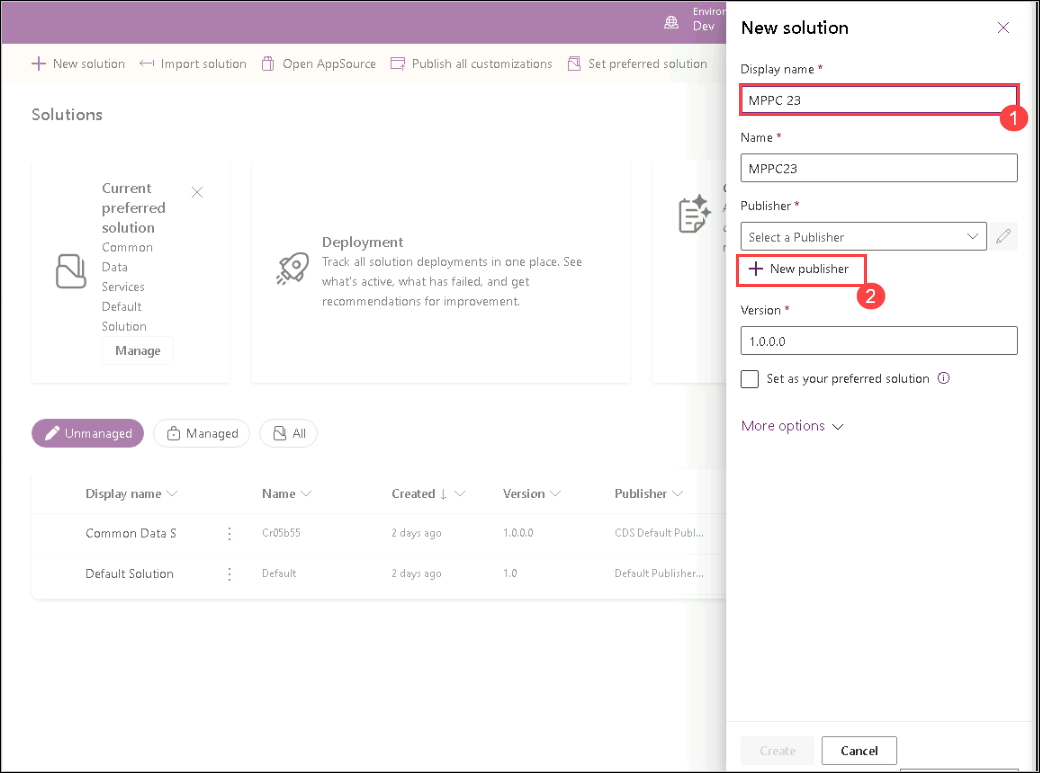 Environ
Dev
New solution
Import solution
Open AppSource
Publish all customizations
Set preferred solution
Solutions
Current
preferred
solution
Common
Data
Services
Default
Solution
Manage
Deployment
Track all solution deployments in one place. See
what's active, what has failed, and get
recommendations for improvement.
Unmanaged
Managed
All
Display name
Name
Created
Version
Publisher
Common Data S
Cr05b55
2 days ago
1.0.0.0
CDS Default Publ...
Default Solution
Default
2 days ago
1.0
Default Publisher...
New solution
Display name *
MPPC 23
1
Name *
MPPC23
Publisher *
Select a Publisher
New publisher
2
Version *
1.0.0.0
Set as your preferred solution
More options
Create
Cancel